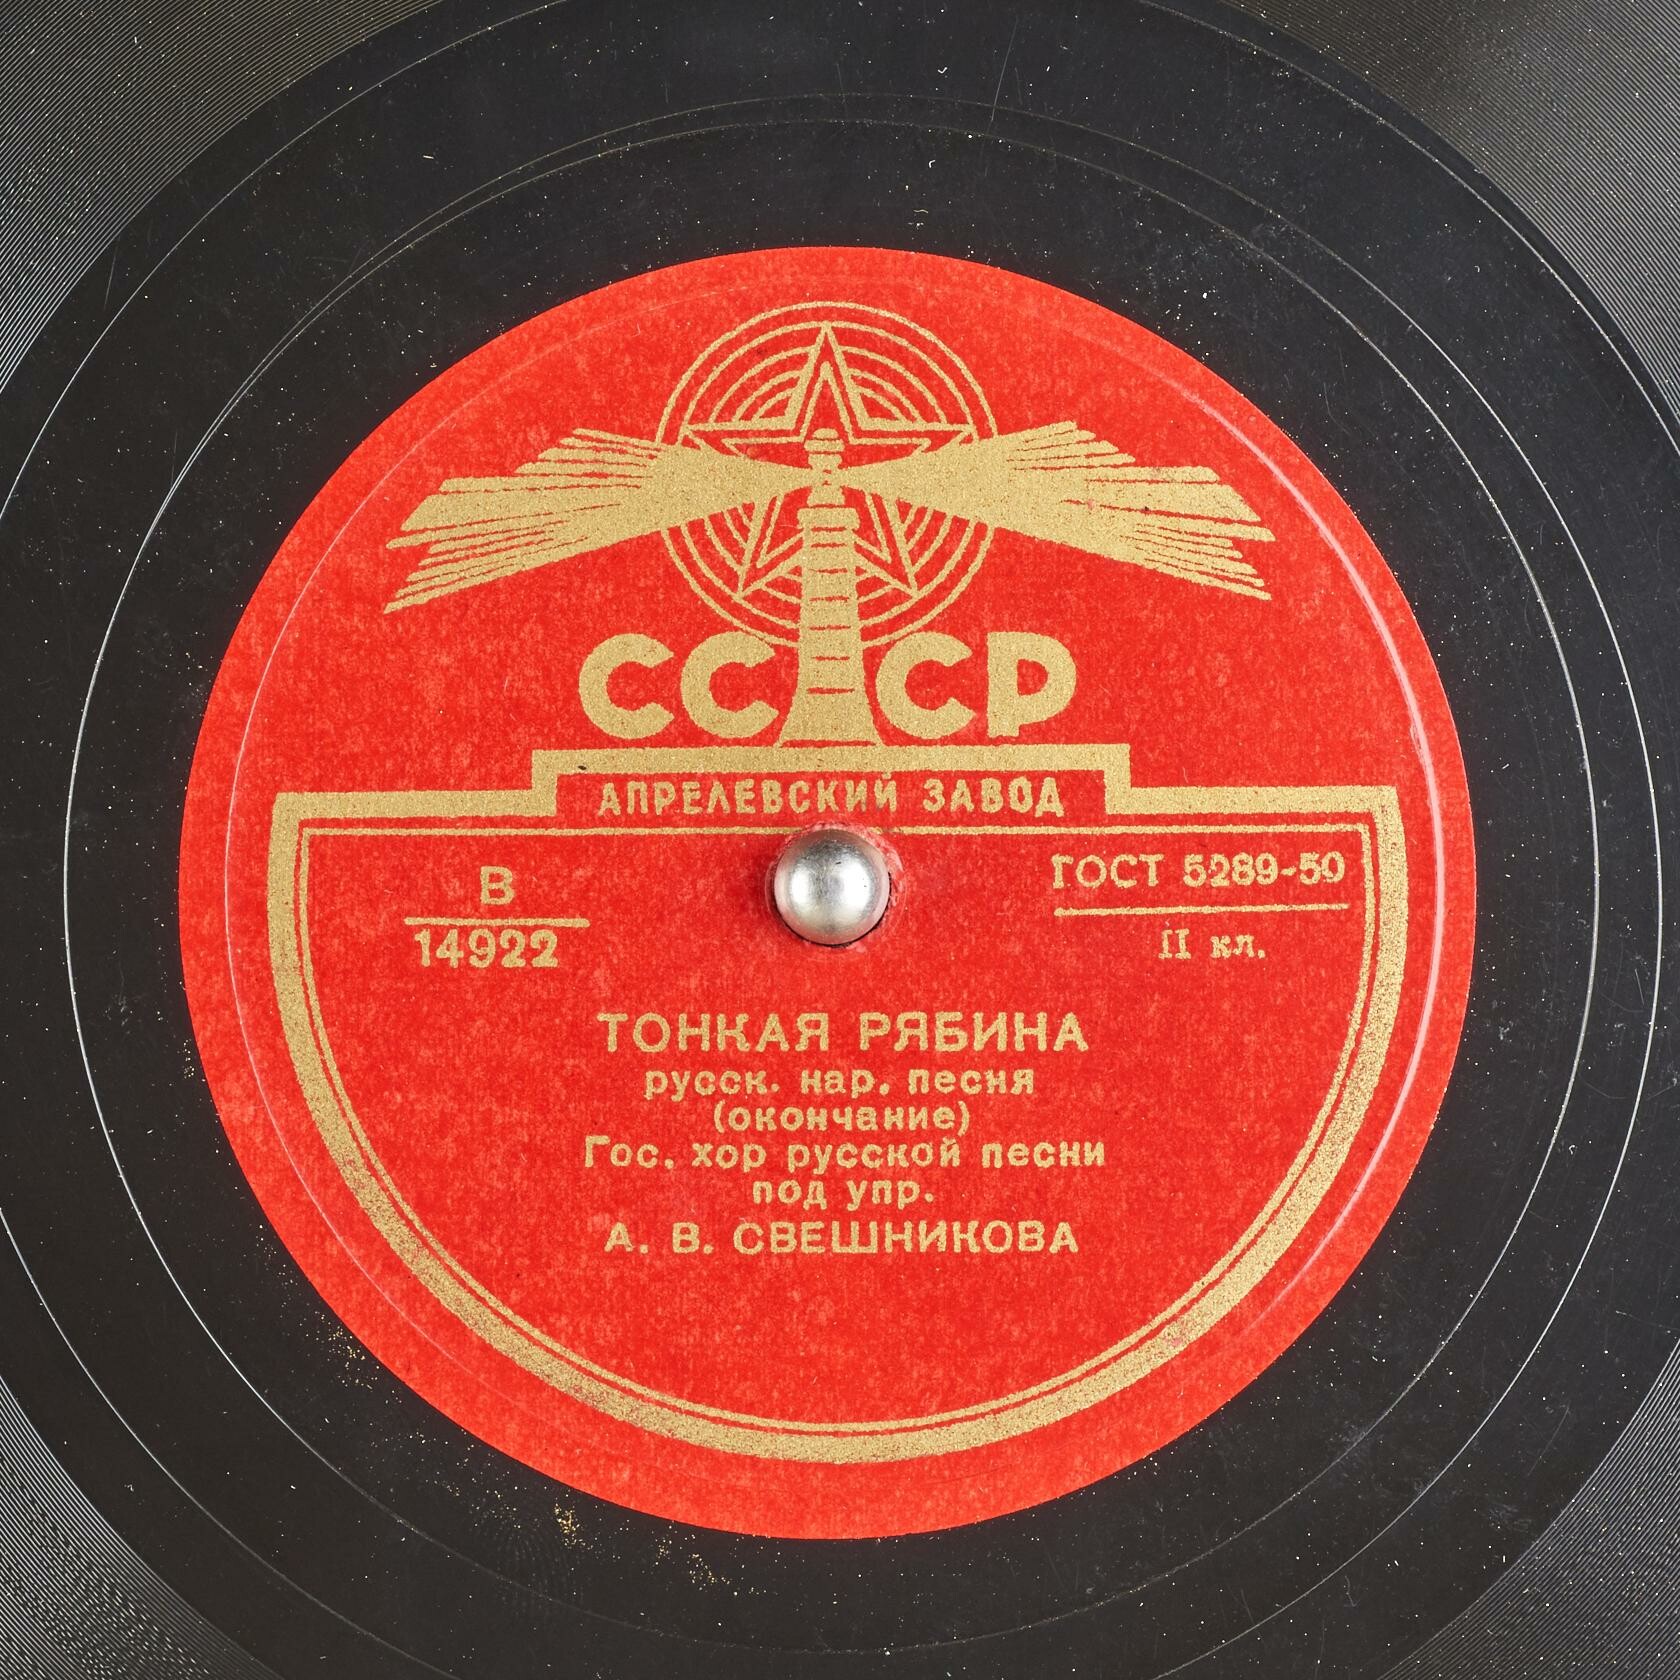 СССР
АПРЕЛЕВСКИЙ ЗАВОД
В
14922
ГОСТ 5289-50
II кл.
ТОНКАЯ РЯБИНА
русск. нар. песня
(окончание)
Гос. хор русской песни
под упр.
А. В. СВЕШНИКОВА